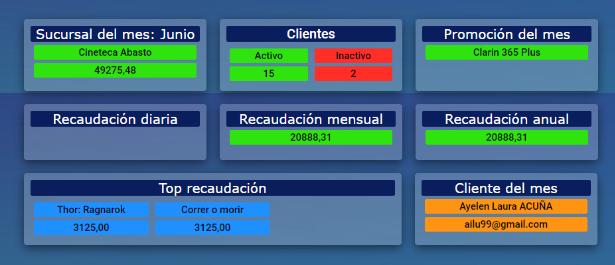 Sucursal del mes: Junio
Cineteca Abasto
49275,48
Clientes
Activo Inactivo
15 2
Promoción del mes
Clarin 365 Plus
Recaudación diaria
Recaudación mensual
20888,31
Recaudación anual
20888,31
Top recaudación
Thor: Ragnarok Correr o morir
3125,00 3125,00
Cliente del mes
Ayelen Laura ACUÑA
ailu99@gmail.com